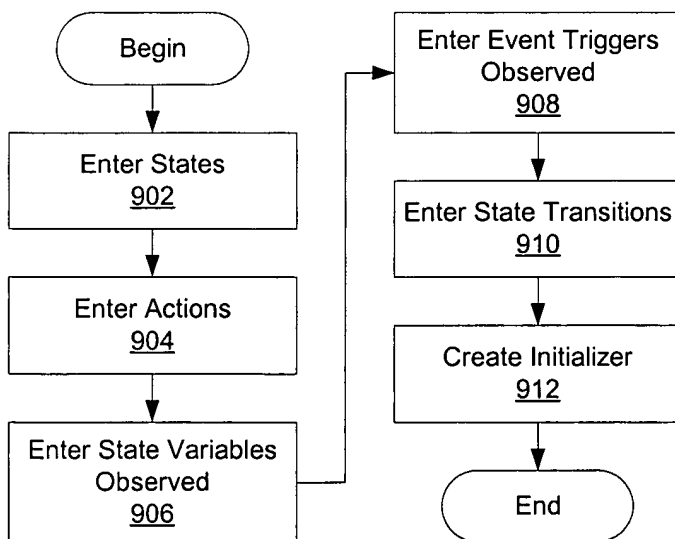 Begin
Enter States
902
Enter Actions
904
Enter State Variables
Observed
906
Enter Event Triggers
Observed
908
Enter State Transitions
910
Create Initializer
912
End